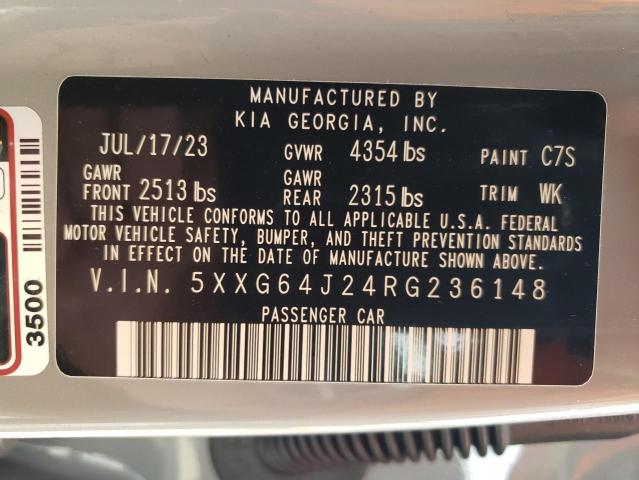 MANUFACTURED BY
KIA GEORGIA, INC.
JUL/17/23 GVWR 4354 lbs PAINT C7S
GAWR FRONT 2513 lbs GAWR REAR 2315 lbs TRIM WK
THIS VEHICLE CONFORMS TO ALL APPLICABLE U.S.A. FEDERAL
MOTOR VEHICLE SAFETY, BUMPER, AND THEFT PREVENTION STANDARDS
IN EFFECT ON THE DATE OF MANUFACTURE SHOWN ABOVE.
V.I.N. 5XXG64J24RG236148
PASSENGER CAR
3500